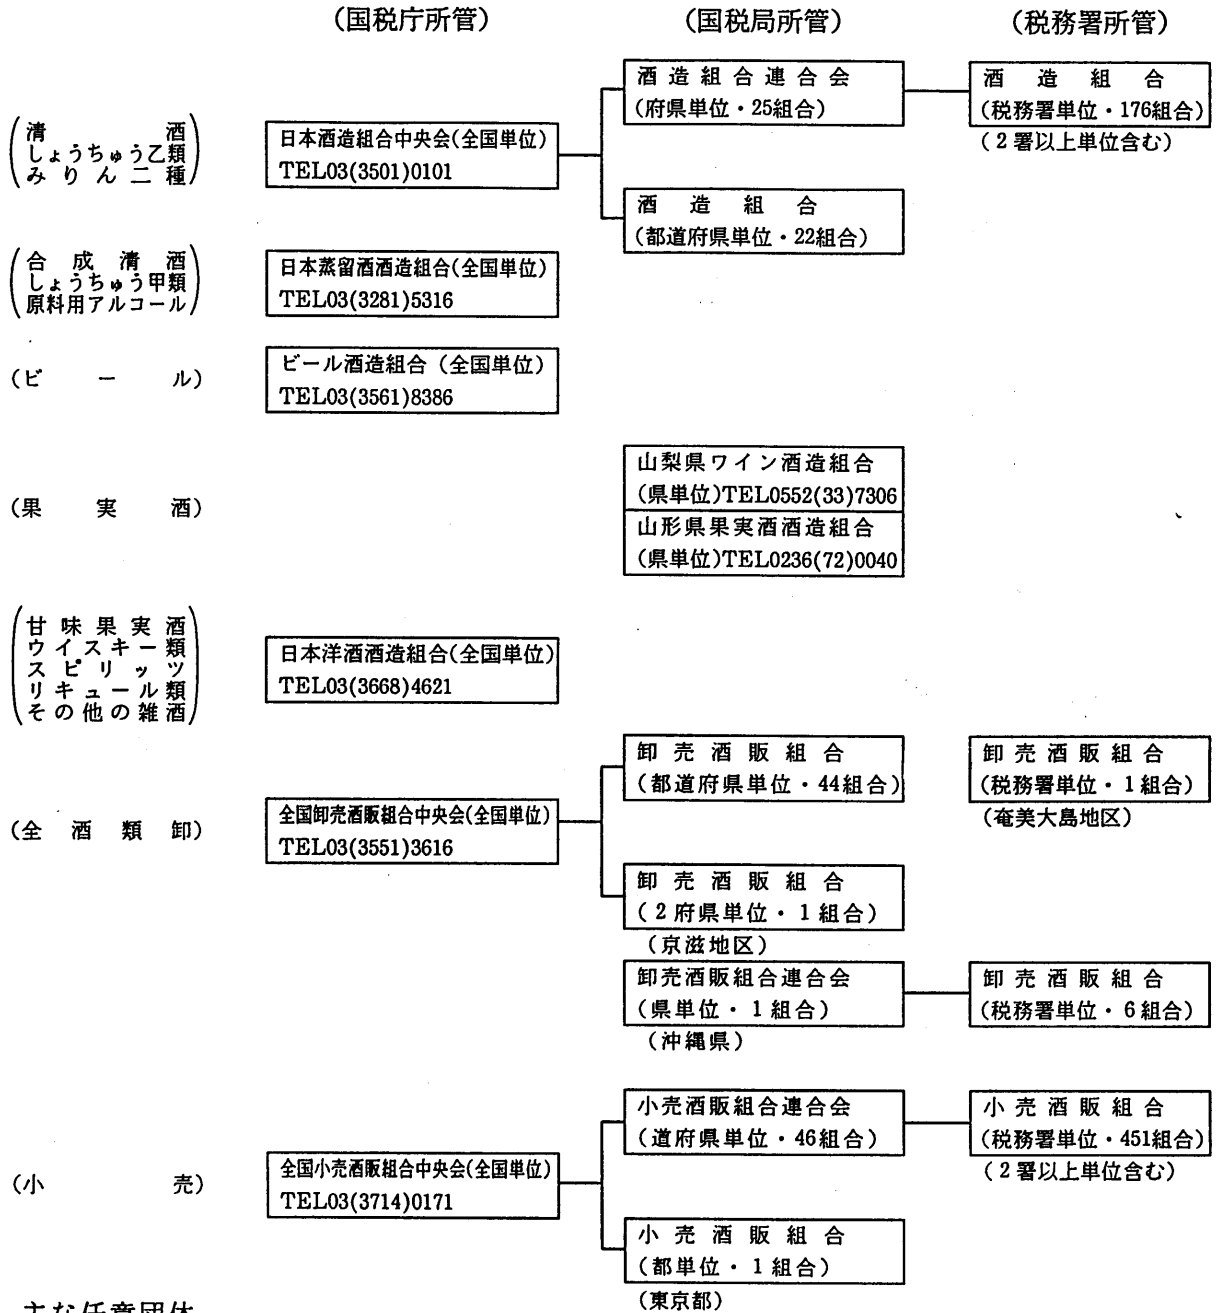 (国税庁所管) (国税局所管) (税務署所管)
清酒
しょうちゅう乙類
みりん二種
日本酒造組合中央会(全国単位)
TEL03(3501)0101
酒造組合連合会
(府県単位・25組合)
酒造組合
(税務署単位・176組合)
(2署以上単位含む)
酒造組合
(都道府県単位・22組合)
合成清酒
しょうちゅう甲類
原料用アルコール
日本蒸留酒酒造組合(全国単位)
TEL03(3281)5316
(ビール)
ビール酒造組合(全国単位)
TEL03(3561)8386
(果実酒)
山梨県ワイン酒造組合
(県単位)TEL0552(33)7306
山形県果実酒酒造組合
(県単位)TEL0236(72)0040
甘味果実酒
ウイスキー類
スピリッツ
リキュール類
その他の雑酒
日本洋酒酒造組合(全国単位)
TEL03(3668)4621
(全酒類卸)
全国卸売酒販組合中央会(全国単位)
TEL03(3551)3616
卸売酒販組合
(都道府県単位・44組合)
卸売酒販組合
(税務署単位・1組合)
(奄美大島地区)
卸売酒販組合
(2府県単位・1組合)
(京滋地区)
卸売酒販組合連合会
(県単位・1組合)
(沖縄県)
卸売酒販組合
(税務署単位・6組合)
(小売)
全国小売酒販組合中央会(全国単位)
TEL03(3714)0171
小売酒販組合連合会
(道府県単位・46組合)
小売酒販組合
(税務署単位・451組合)
(2署以上単位含む)
小売酒販組合
(都単位・1組合)
(東京都)
主な任意団体